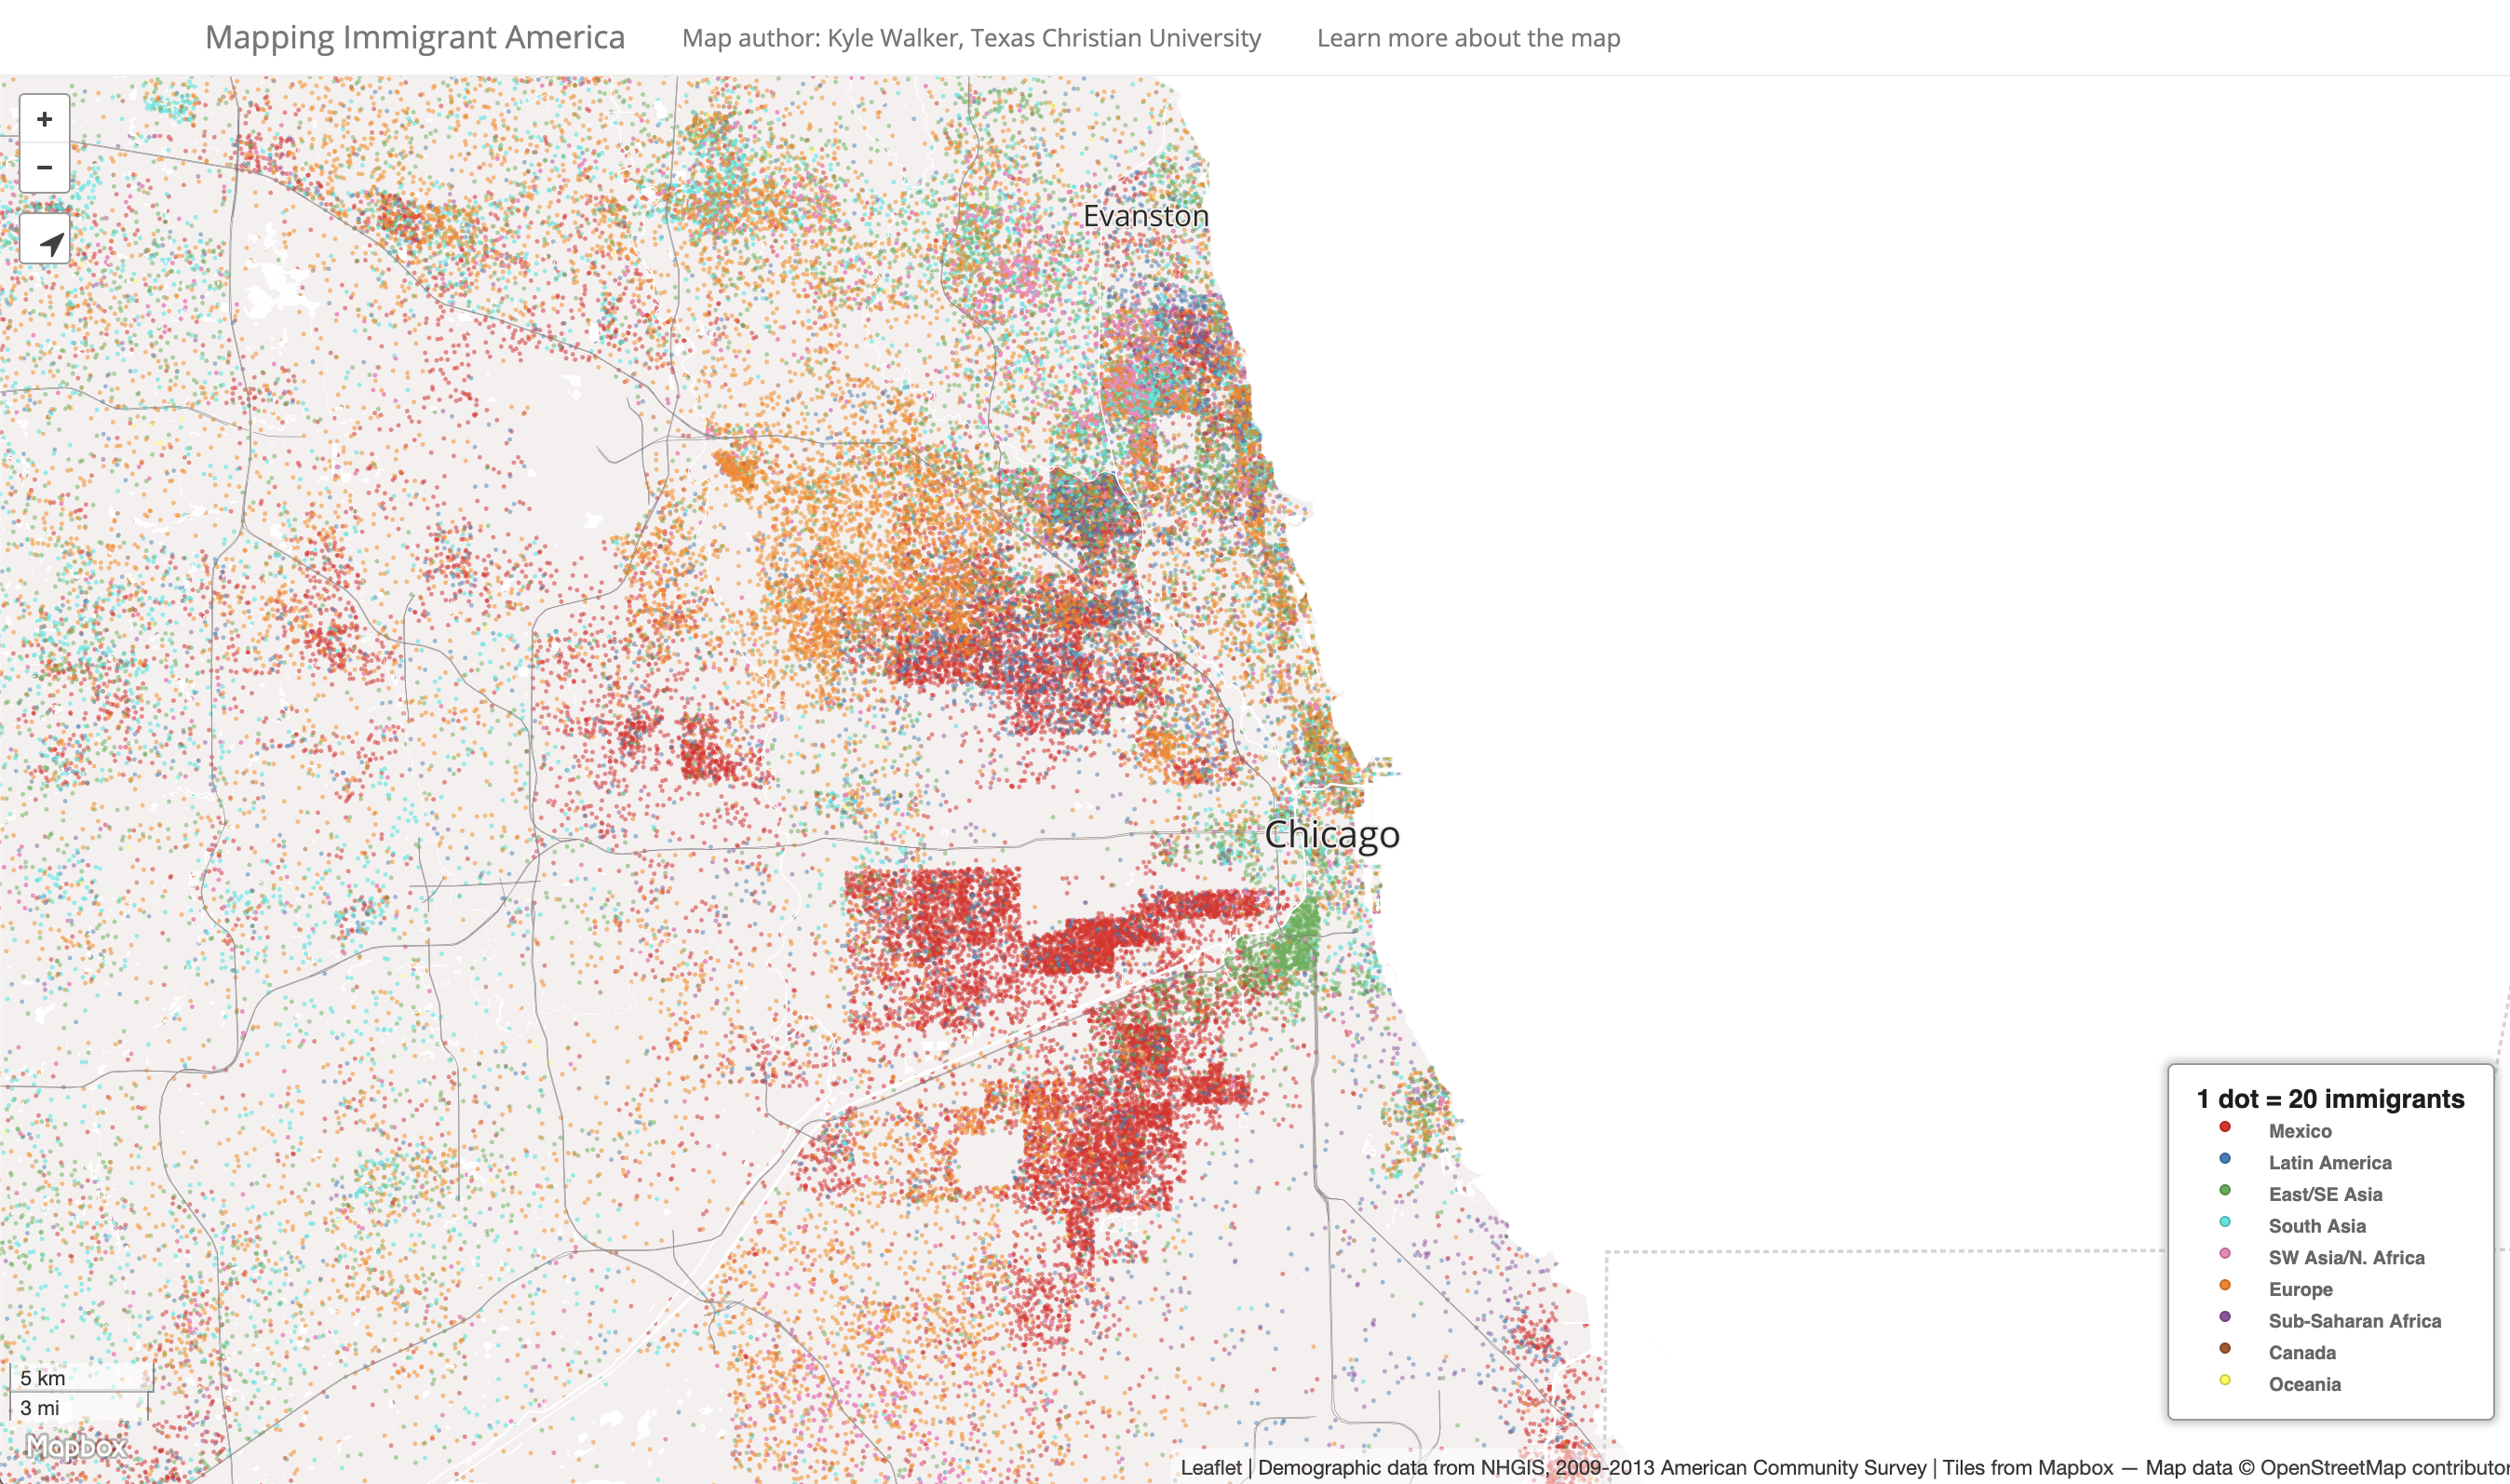 Mapping Immigrant America Map author: Kyle Walker, Texas Christian University Learn more about the map
+
−
Evanston
Chicago
1 dot = 20 immigrants
Mexico
Latin America
East/SE Asia
South Asia
SW Asia/N. Africa
Europe
Sub-Saharan Africa
Canada
Oceania
5 km
3 mi
Mapbox
Leaflet | Demographic data from NHGIS, 2009-2013 American Community Survey | Tiles from Mapbox — Map data © OpenStreetMap contributor